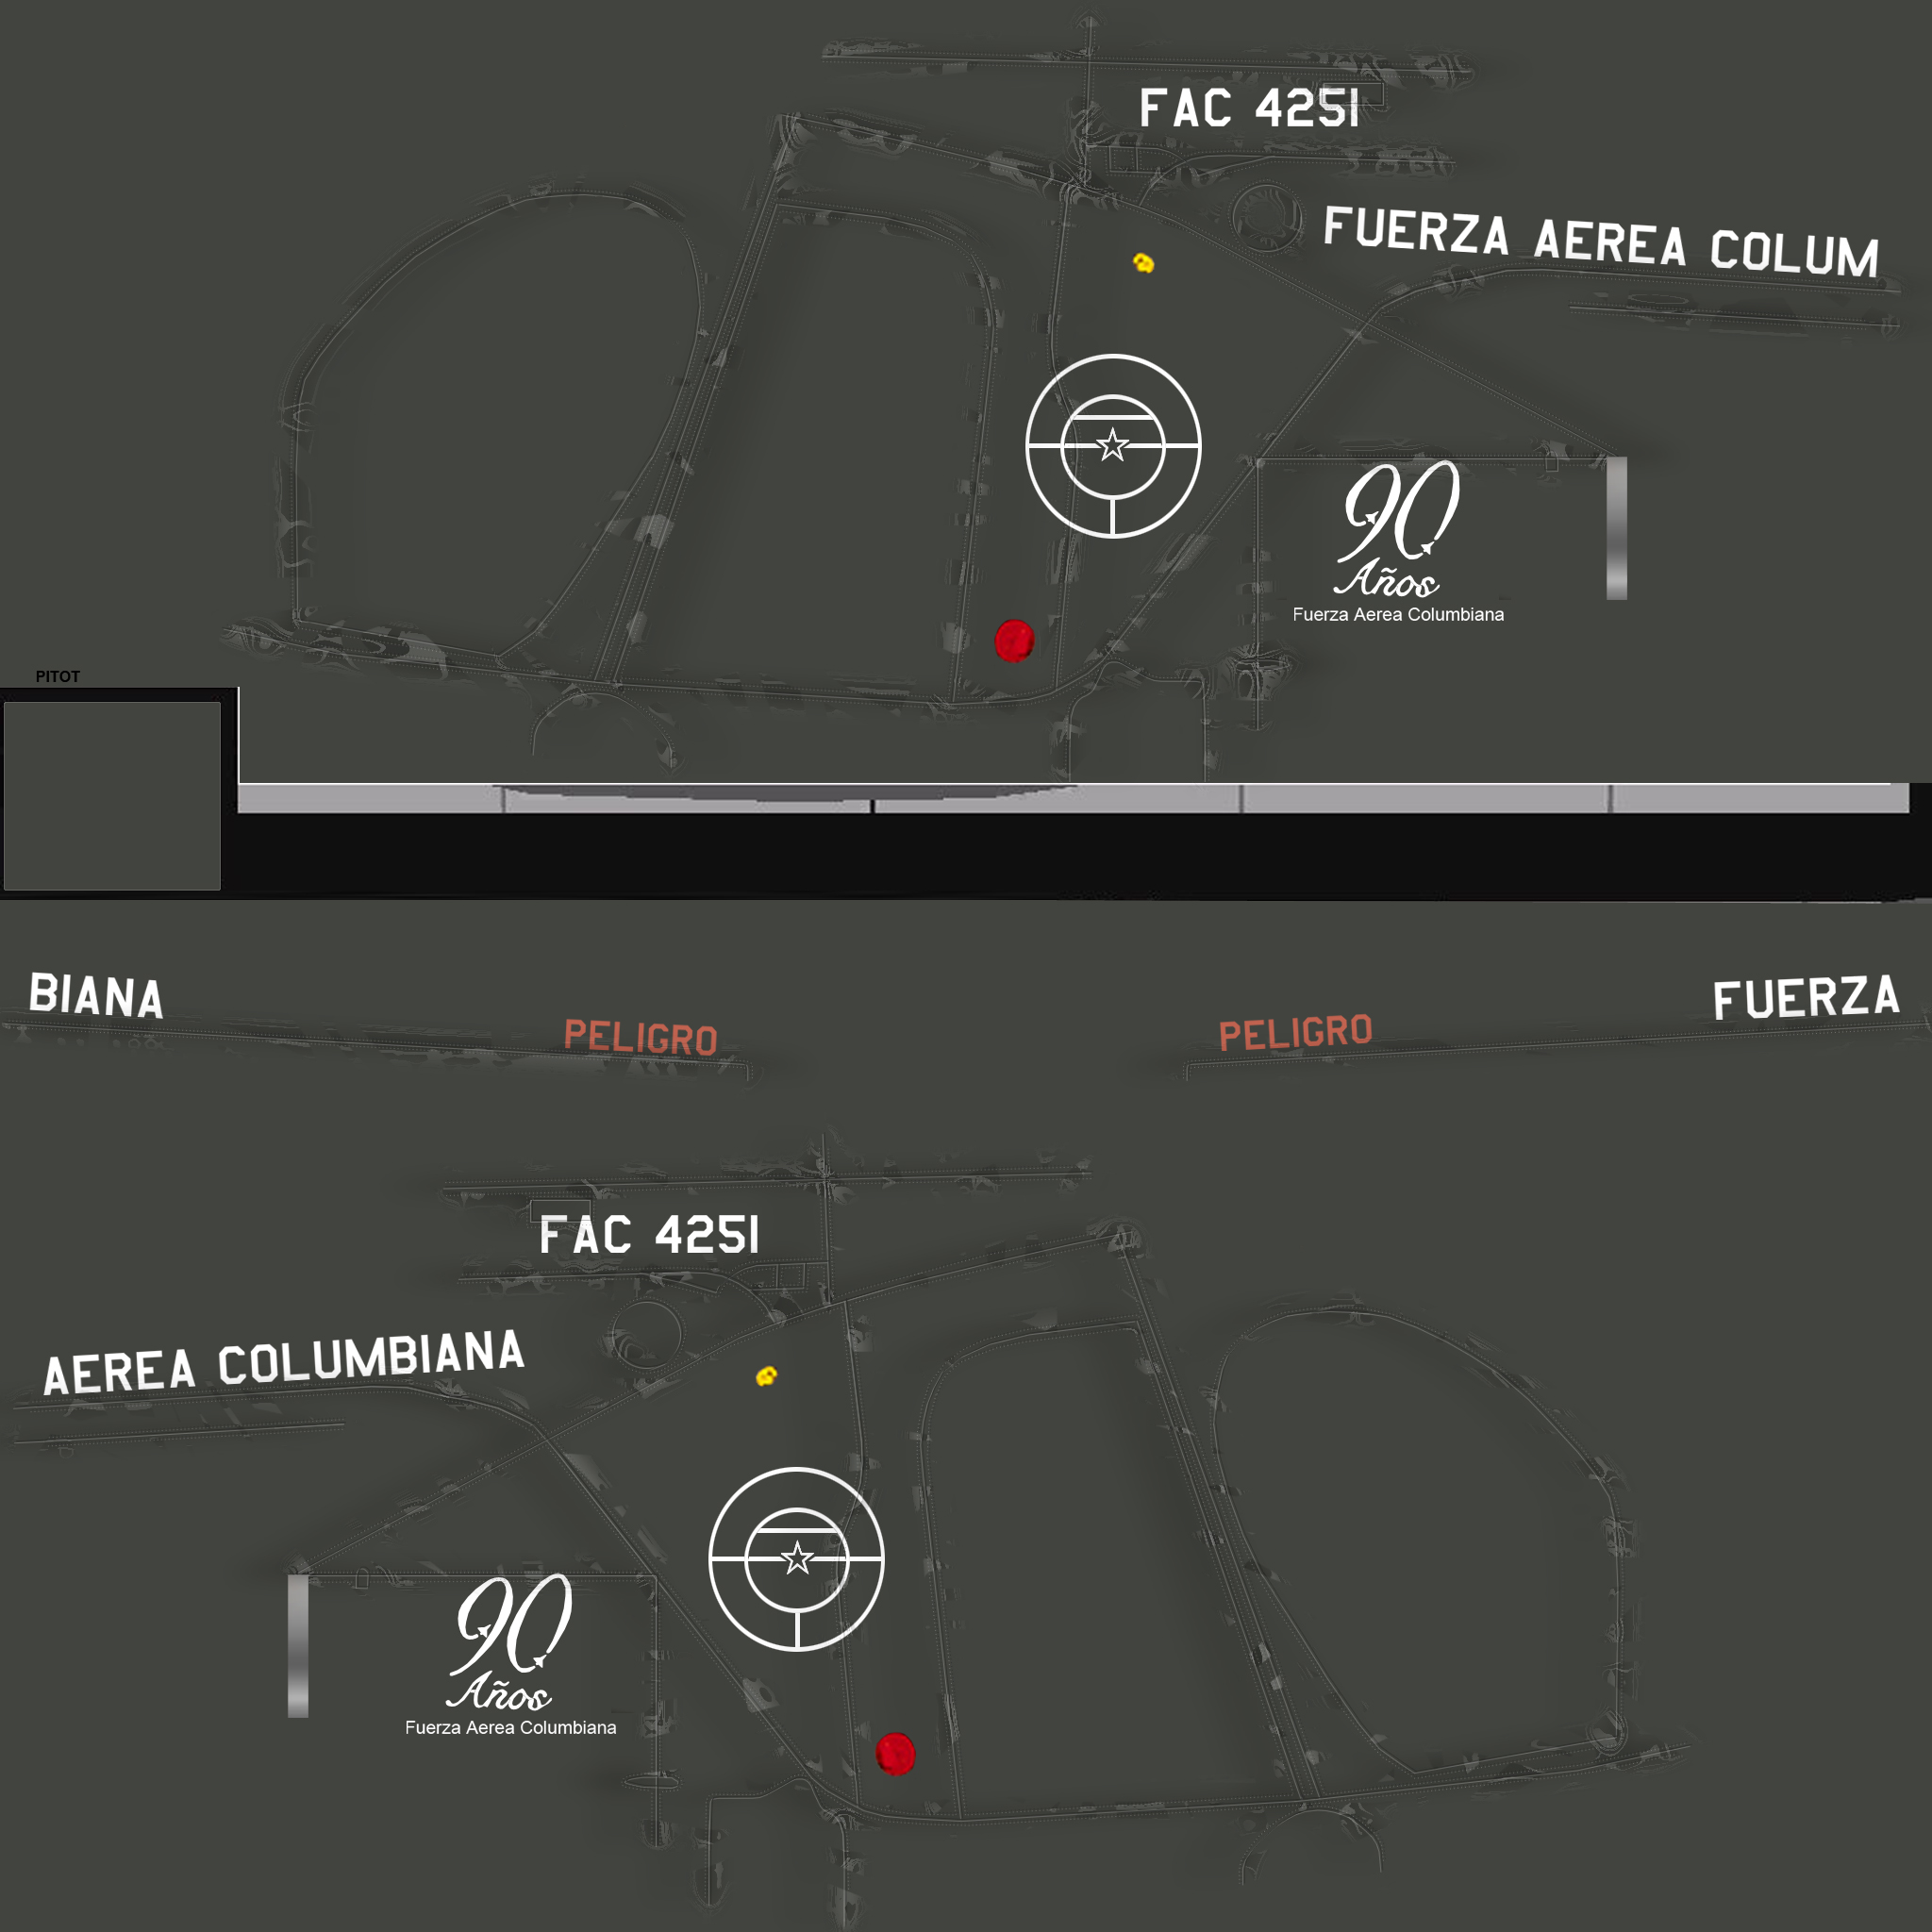 FAC 4251
FUERZA AEREA COLUM
90
Años
Fuerza Aerea Columbiana
PITOT
BIANA
PELIGRO
PELIGRO
FUERZA
FAC 4251
AEREA COLUMBIANA
90
Años
Fuerza Aerea Columbiana